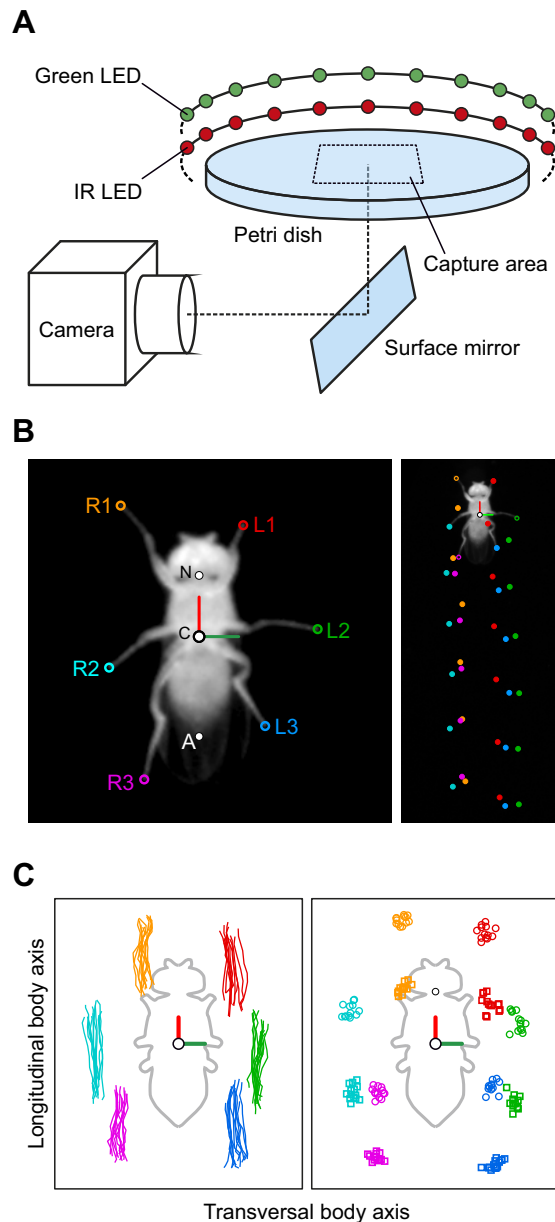 A
Green LED
IR LED
Petri dish
Capture area
Camera
Surface mirror
B
R1
L1
N
C
L2
R2
A
L3
R3
C
Longitudinal body axis
Transversal body axis